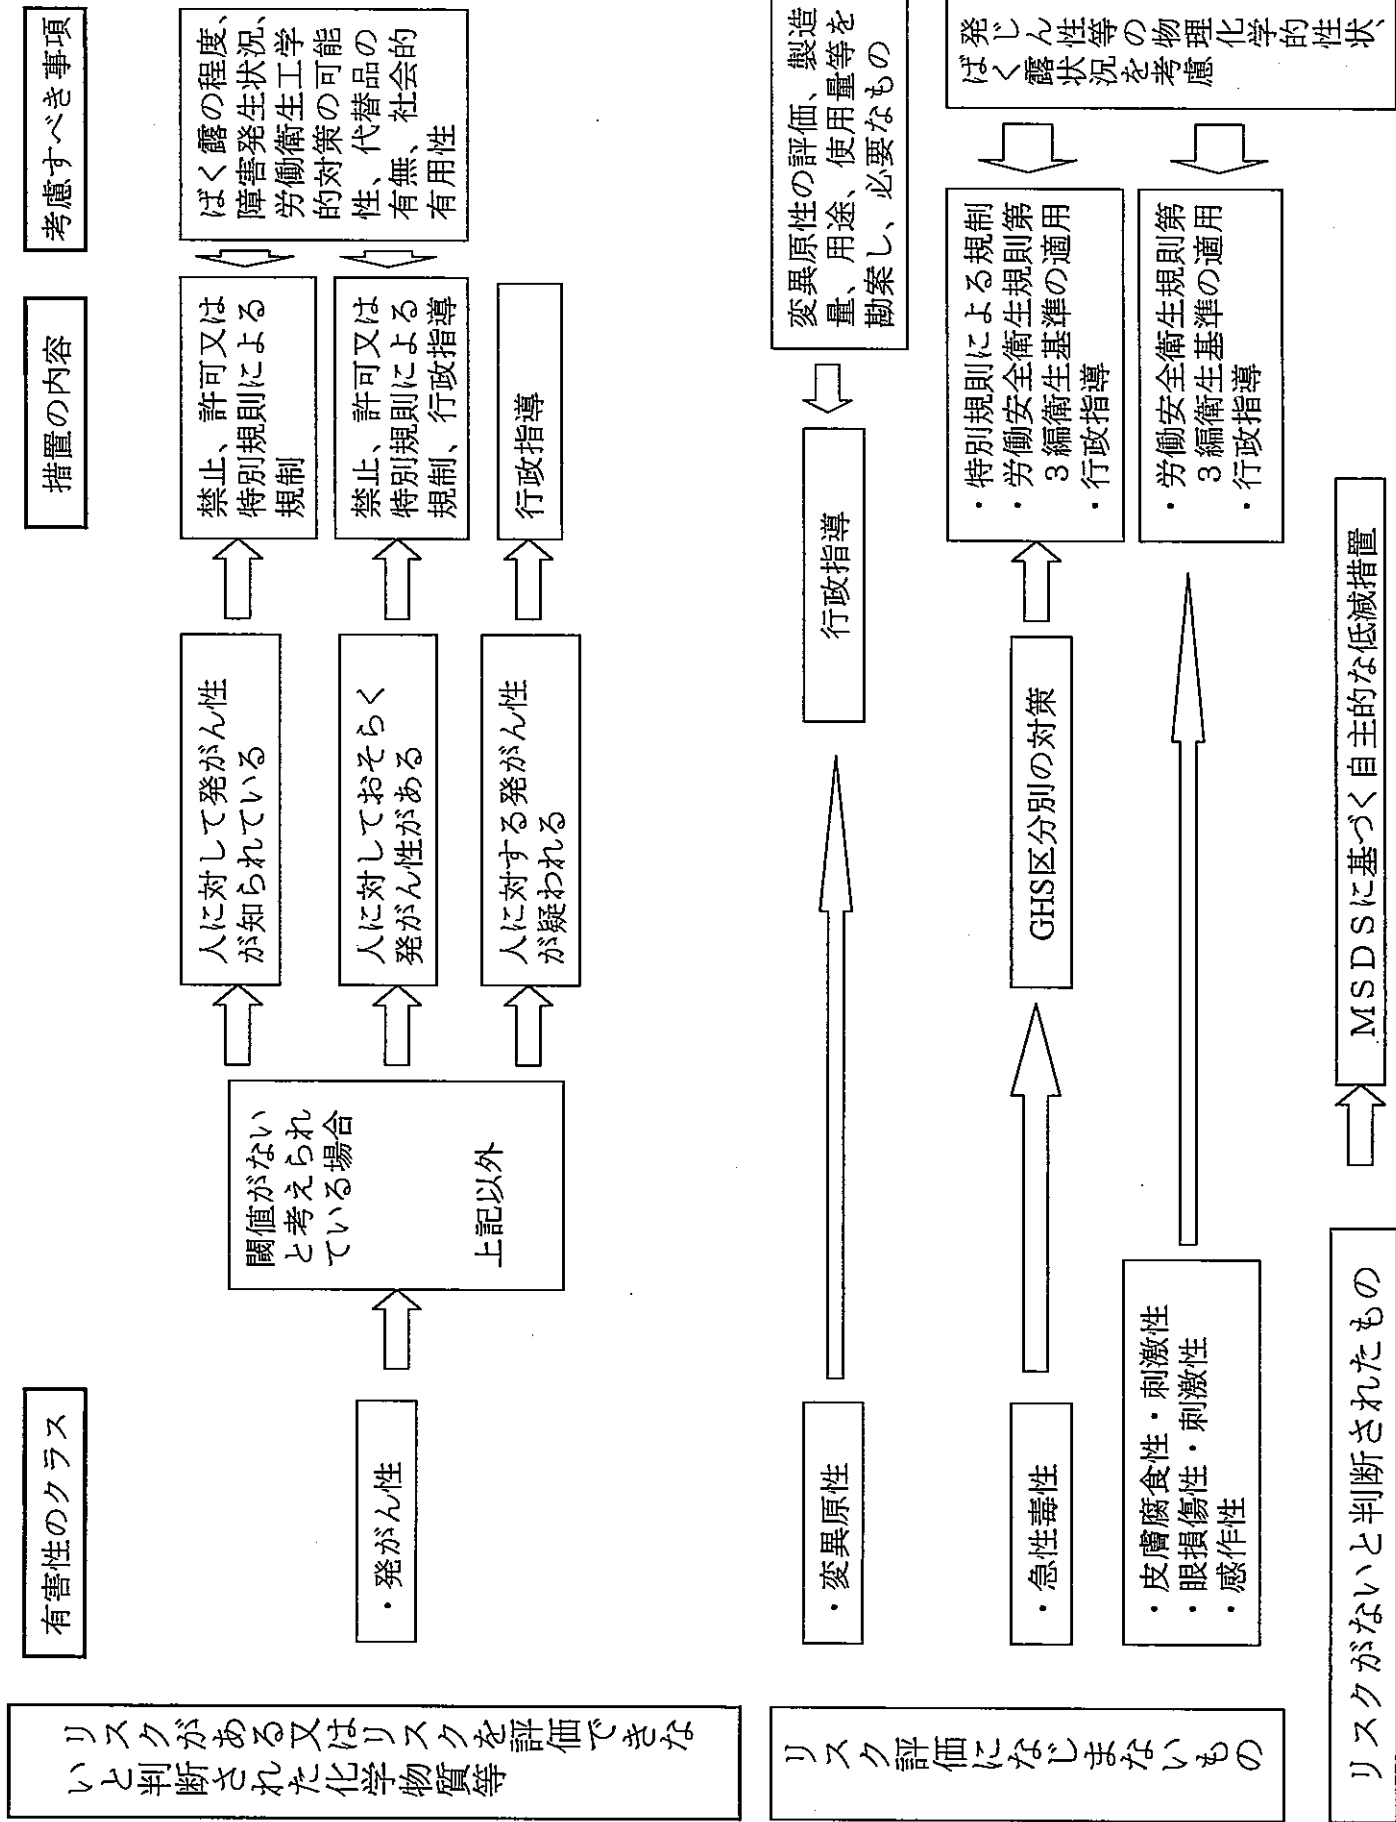 有害性のクラス
措置の内容
考慮すべき事項
リスクがある又はリスクを評価できな
いと判断された化学物質等
・発がん性
閾値がない
と考えられ
ている場合
上記以外
人に対して発がん性
が知られている
禁止、許可又は
特別規則による
規制
人に対しておそらく
発がん性がある
禁止、許可又は
特別規則による
規制、行政指導
人に対する発がん性
が疑われる
行政指導
ばく露の程度、
障害発生状況、
労働衛生工学
的対策の可能
性、代替品の
有無、社会的
有用性
リスク評価になじまないもの
・変異原性
行政指導
変異原性の評価、製造
量、用途、使用量等を
勘案し、必要なもの
・急性毒性
GHS区分別の対策
・特別規則による規制
・労働安全衛生規則第
3編衛生基準の適用
・行政指導
・皮膚腐食性・刺激性
・眼損傷性・刺激性
・感作性
・労働安全衛生規則第
3編衛生基準の適用
・行政指導
発じん性等の物理化学的性状、
ばく露状況を考慮
リスクがないと判断されたもの
MSDSに基づく自主的な低減措置